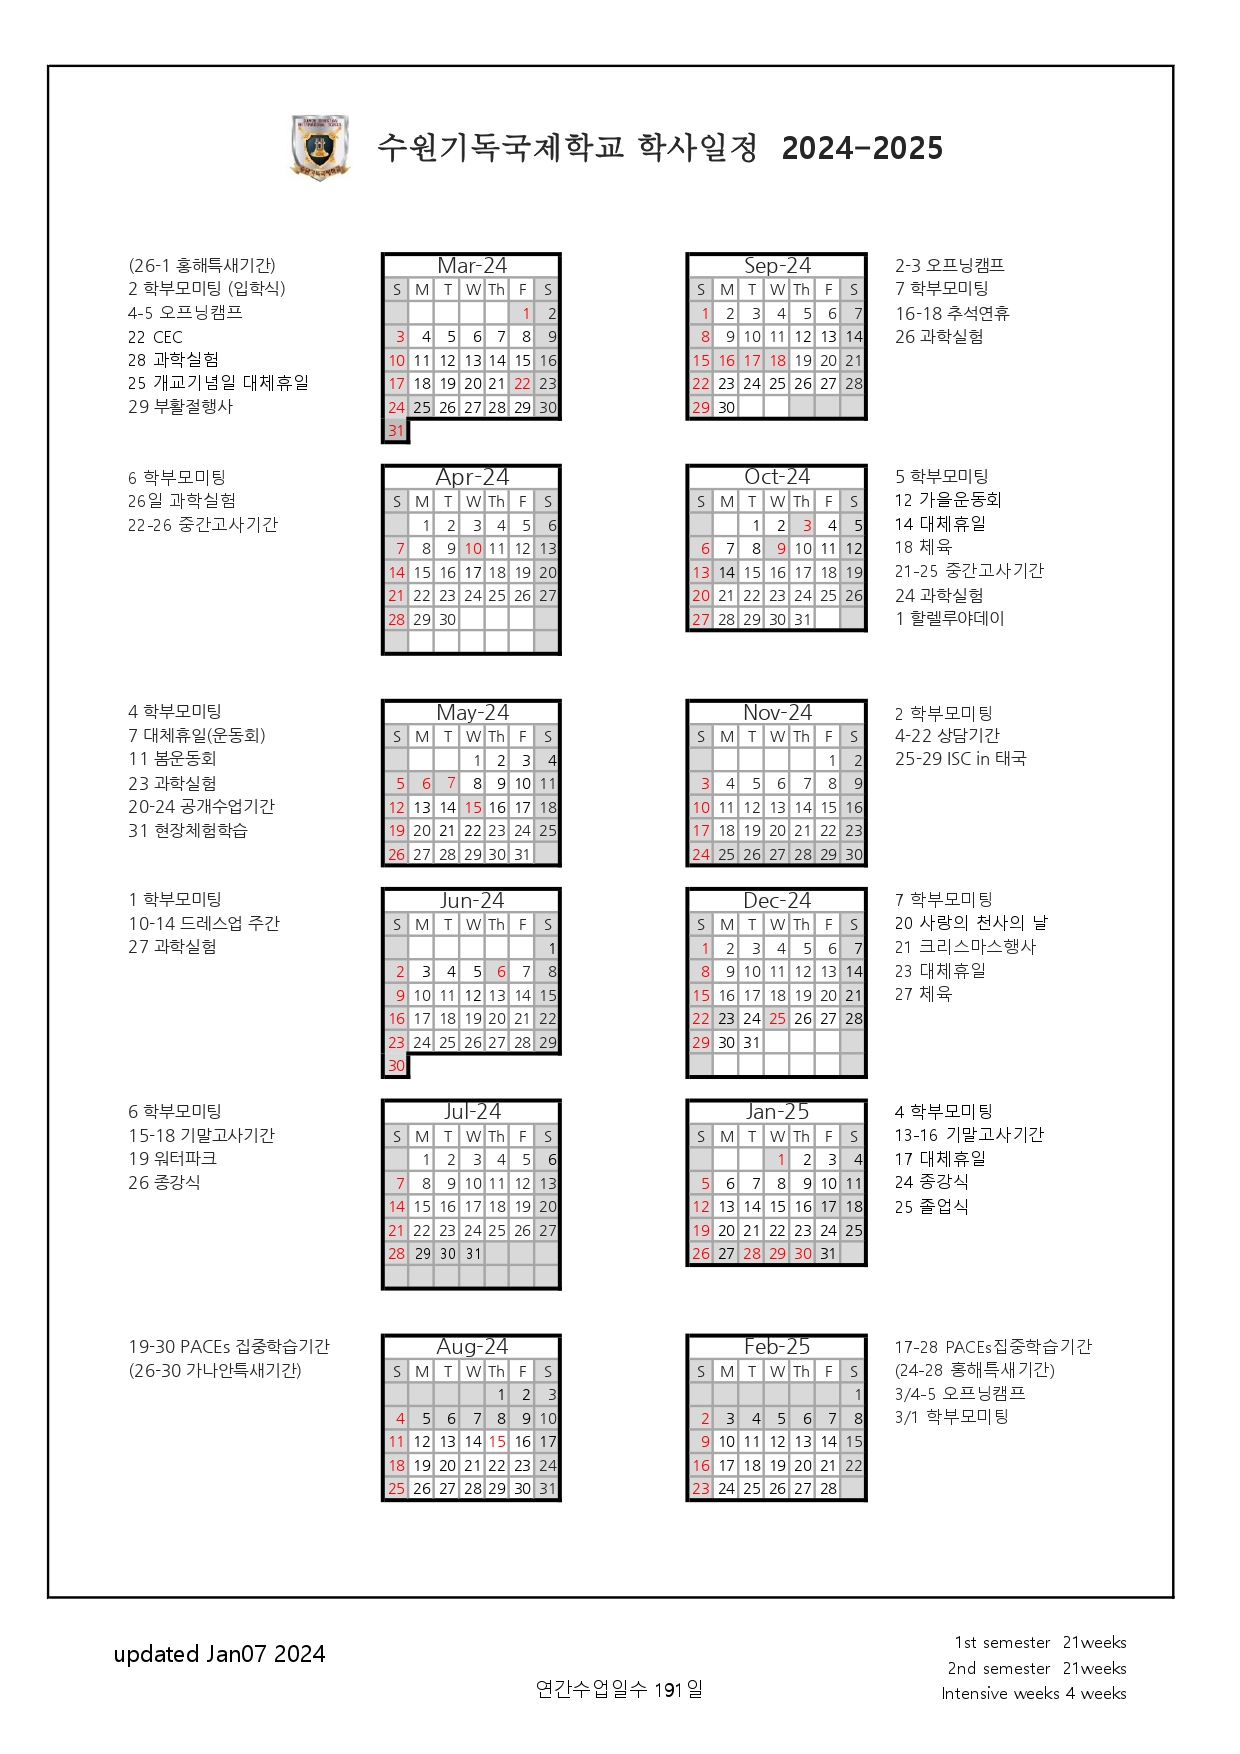 수원기독국제학교 학사일정 2024-2025
(26-1 홍해특새기간)
2 학부모미팅 (입학식)
4-5 오프닝캠프
22 CEC
28 과학실험
25 개교기념일 대체휴일
29 부활절행사
Mar-24
S M T W Th F S
1 2
3 4 5 6 7 8 9
10 11 12 13 14 15 16
17 18 19 20 21 22 23
24 25 26 27 28 29 30
31
Sep-24
S M T W Th F S
1 2 3 4 5 6 7
8 9 10 11 12 13 14
15 16 17 18 19 20 21
22 23 24 25 26 27 28
29 30
2-3 오프닝캠프
7 학부모미팅
16-18 추석연휴
26 과학실험
6 학부모미팅
26일 과학실험
22-26 중간고사기간
Apr-24
S M T W Th F S
1 2 3 4 5 6
7 8 9 10 11 12 13
14 15 16 17 18 19 20
21 22 23 24 25 26 27
28 29 30
Oct-24
S M T W Th F S
1 2 3 4 5
6 7 8 9 10 11 12
13 14 15 16 17 18 19
20 21 22 23 24 25 26
27 28 29 30 31
5 학부모미팅
12 가을운동회
14 대체휴일
18 체육
21-25 중간고사기간
24 과학실험
1 할렐루야데이
4 학부모미팅
7 대체휴일(운동회)
11 봄운동회
23 과학실험
20-24 공개수업기간
31 현장체험학습
May-24
S M T W Th F S
1 2 3 4
5 6 7 8 9 10 11
12 13 14 15 16 17 18
19 20 21 22 23 24 25
26 27 28 29 30 31
Nov-24
S M T W Th F S
1 2
3 4 5 6 7 8 9
10 11 12 13 14 15 16
17 18 19 20 21 22 23
24 25 26 27 28 29 30
2 학부모미팅
4-22 상담기간
25-29 ISC in 태국
1 학부모미팅
10-14 드레스업 주간
27 과학실험
Jun-24
S M T W Th F S
1
2 3 4 5 6 7 8
9 10 11 12 13 14 15
16 17 18 19 20 21 22
23 24 25 26 27 28 29
30
Dec-24
S M T W Th F S
1 2 3 4 5 6 7
8 9 10 11 12 13 14
15 16 17 18 19 20 21
22 23 24 25 26 27 28
29 30 31
7 학부모미팅
20 사랑의 천사의 날
21 크리스마스행사
23 대체휴일
27 체육
6 학부모미팅
15-18 기말고사기간
19 워터파크
26 종강식
Jul-24
S M T W Th F S
1 2 3 4 5 6
7 8 9 10 11 12 13
14 15 16 17 18 19 20
21 22 23 24 25 26 27
28 29 30 31
Jan-25
S M T W Th F S
1 2 3 4
5 6 7 8 9 10 11
12 13 14 15 16 17 18
19 20 21 22 23 24 25
26 27 28 29 30 31
4 학부모미팅
13-16 기말고사기간
17 대체휴일
24 종강식
25 졸업식
19-30 PACEs 집중학습기간
(26-30 가나안특새기간)
Aug-24
S M T W Th F S
1 2 3
4 5 6 7 8 9 10
11 12 13 14 15 16 17
18 19 20 21 22 23 24
25 26 27 28 29 30 31
Feb-25
S M T W Th F S
1
2 3 4 5 6 7 8
9 10 11 12 13 14 15
16 17 18 19 20 21 22
23 24 25 26 27 28
17-28 PACEs집중학습기간
(24-28 홍해특새기간)
3/4-5 오프닝캠프
3/1 학부모미팅
updated Jan07 2024
연간수업일수 191일
1st semester 21weeks
2nd semester 21weeks
Intensive weeks 4 weeks